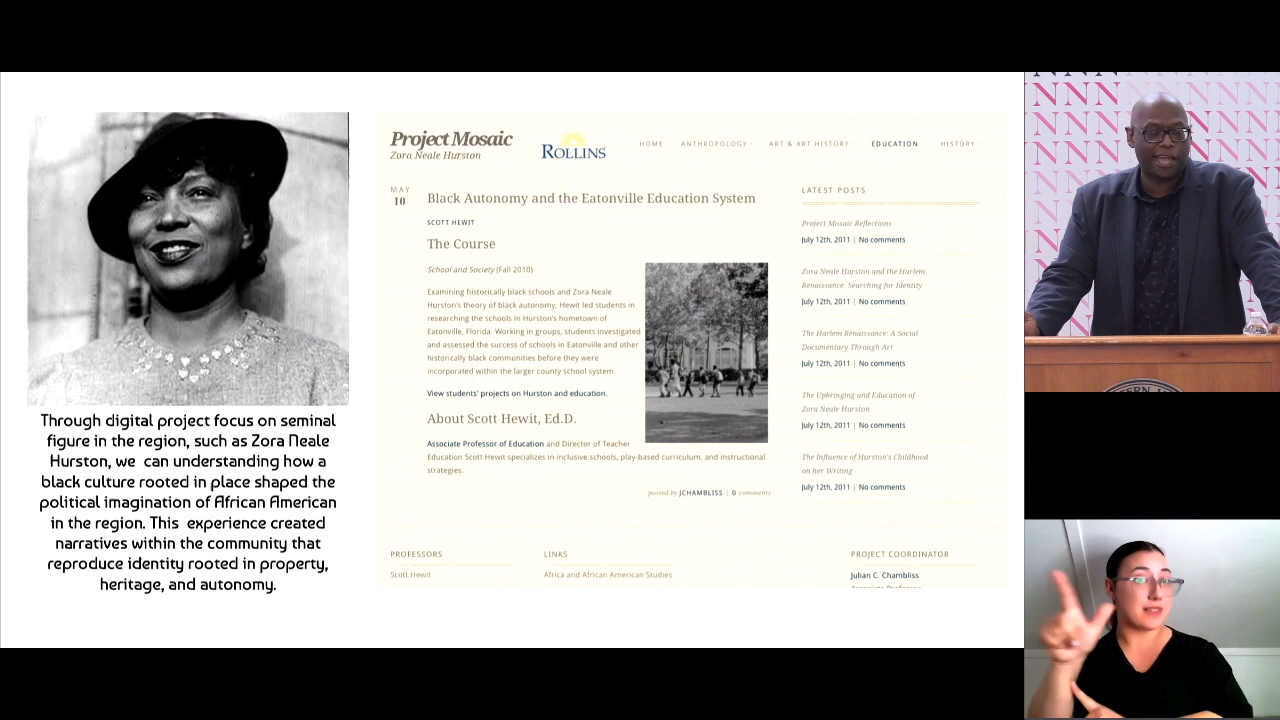 Through digital project focus on seminal
figure in the region, such as Zora Neale
Hurston, we can understanding how a
black culture rooted in place shaped the
political imagination of African American
in the region. This experience created
narratives within the community that
reproduce identity rooted in property,
heritage, and autonomy.
Project Mosaic
Zora Neale Hurston
ROLLINS
HOME
ANTHROPOLOGY
ART & ART HISTORY
EDUCATION
HISTORY
MAY
10
Black Autonomy and the Eatonville Education System
SCOTT HEWIT
The Course
School and Society (Fall 2010)
Examining historically black schools and Zora Neale
Hurston's theory of black autonomy, Hewit led students in
researching the schools in Hurston's hometown of
Eatonville, Florida. Working in groups, students investigated
and assessed the success of schools in Eatonville and other
historically black communities before they were
incorporated within the larger county school system.
View students' projects on Hurston and education.
About Scott Hewit, Ed.D.
Associate Professor of Education and Director of Teacher
Education Scott Hewit specializes in inclusive schools, play-based curriculum, and instructional
strategies.
posted by JCHAMBLISS | 0 comments
LATEST POSTS
Project Mosaic Reflections
July 12th, 2011 | No comments
Zora Neale Hurston and the Harlem
Renaissance: Searching for Identity
July 12th, 2011 | No comments
The Harlem Renaissance: A Social
Documentary Through Art
July 12th, 2011 | No comments
The Upbringing and Education of
Zora Neale Hurston
July 12th, 2011 | No comments
The Influence of Hurston's Childhood
on her Writing
July 12th, 2011 | No comments
PROFESSORS
Scott Hewit
LINKS
Africa and African American Studies
PROJECT COORDINATOR
Julian C. Chambliss